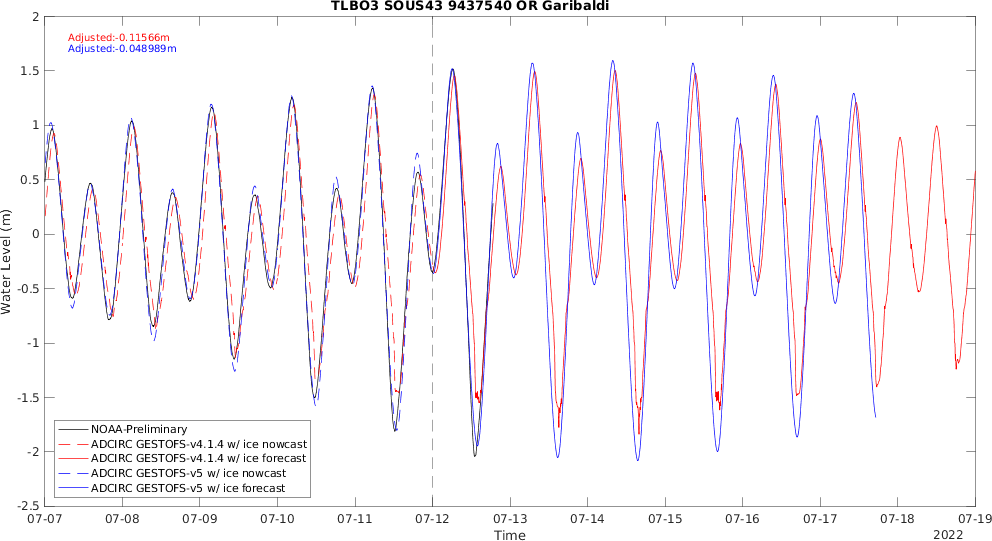 TLBO3 SOUS43 9437540 OR Garibaldi
Adjusted:-0.11566m
Adjusted:-0.048989m
2
1.5
1
0.5
0
-0.5
-1
-1.5
-2
-2.5
Water Level (m)
NOAA-Preliminary
ADCIRC GESTOFS-v4.1.4 w/ ice nowcast
ADCIRC GESTOFS-v4.1.4 w/ ice forecast
ADCIRC GESTOFS-v5 w/ ice nowcast
ADCIRC GESTOFS-v5 w/ ice forecast
07-07 07-08 07-09 07-10 07-11 07-12 07-13 07-14 07-15 07-16 07-17 07-18 07-19
Time
2022